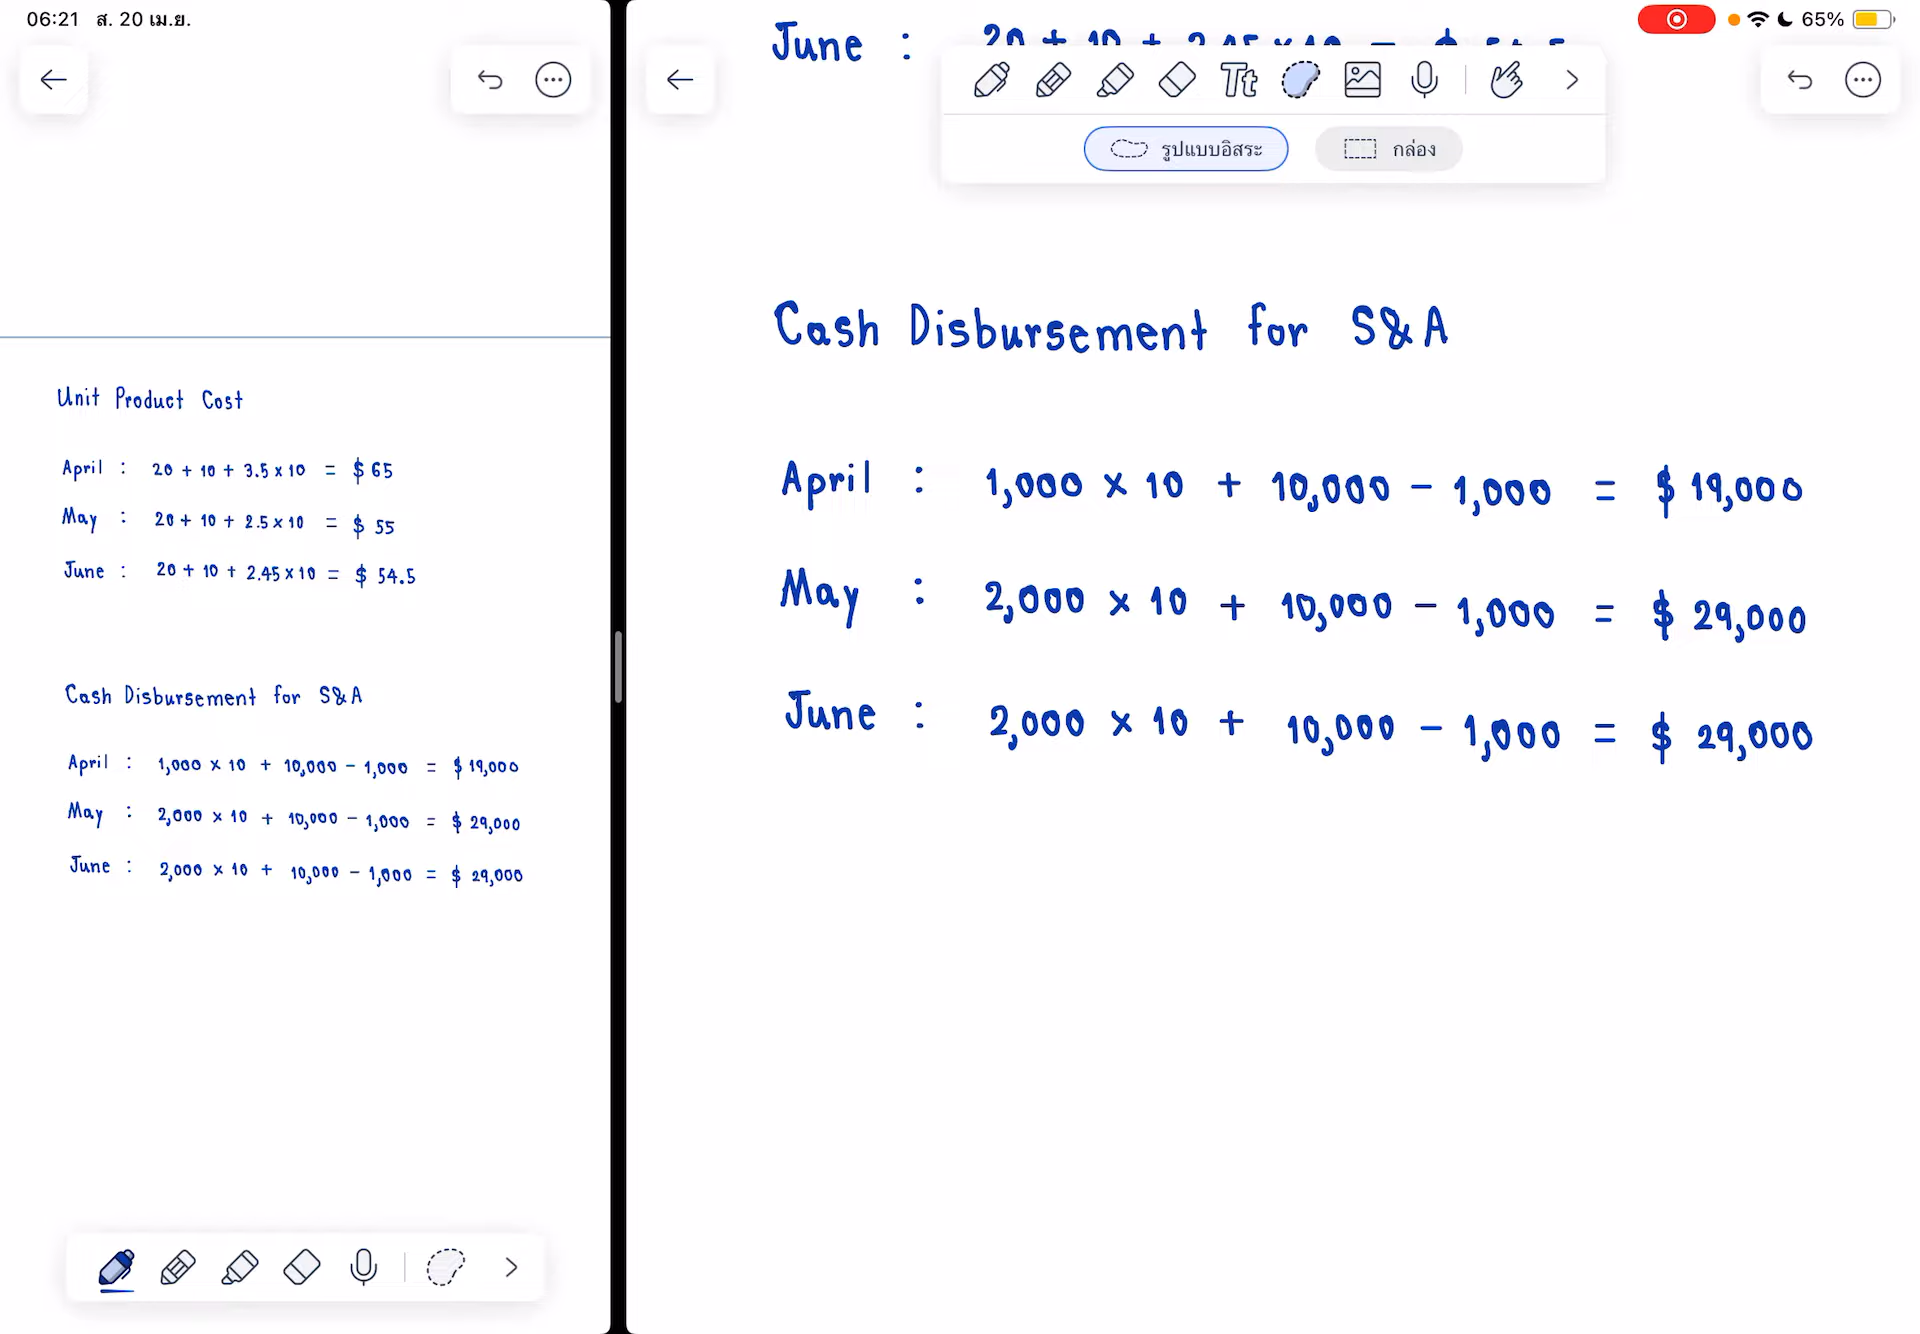 06:21 ส. 20 เม.ย.
65%
Unit Product Cost
April : 20 + 10 + 3.5 x 10 = $ 65
May : 20 + 10 + 2.5 x 10 = $ 55
June : 20 + 10 + 2.45 x 10 = $ 54.5
Cash Disbursement for S&A
April : 1,000 x 10 + 10,000 - 1,000 = $ 19,000
May : 2,000 x 10 + 10,000 - 1,000 = $ 29,000
June : 2,000 x 10 + 10,000 - 1,000 = $ 29,000
June :
Tt
รูปแบบอิสระ กล่อง
Cash Disbursement for S&A
April : 1,000 x 10 + 10,000 - 1,000 = $ 19,000
May : 2,000 x 10 + 10,000 - 1,000 = $ 29,000
June : 2,000 x 10 + 10,000 - 1,000 = $ 29,000